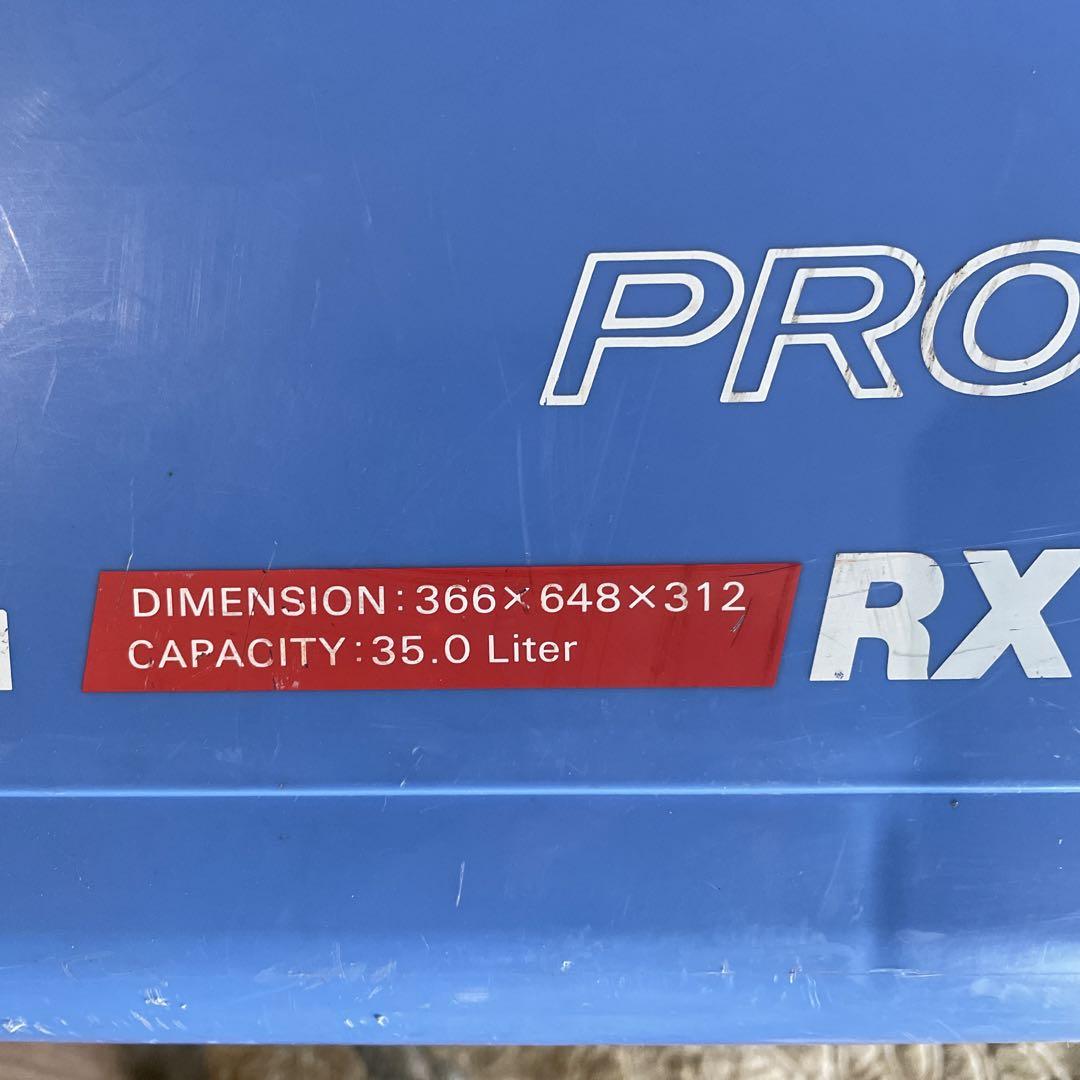 PRO
DIMENSION:366×648×312
CAPACITY:35.0 Liter
RX